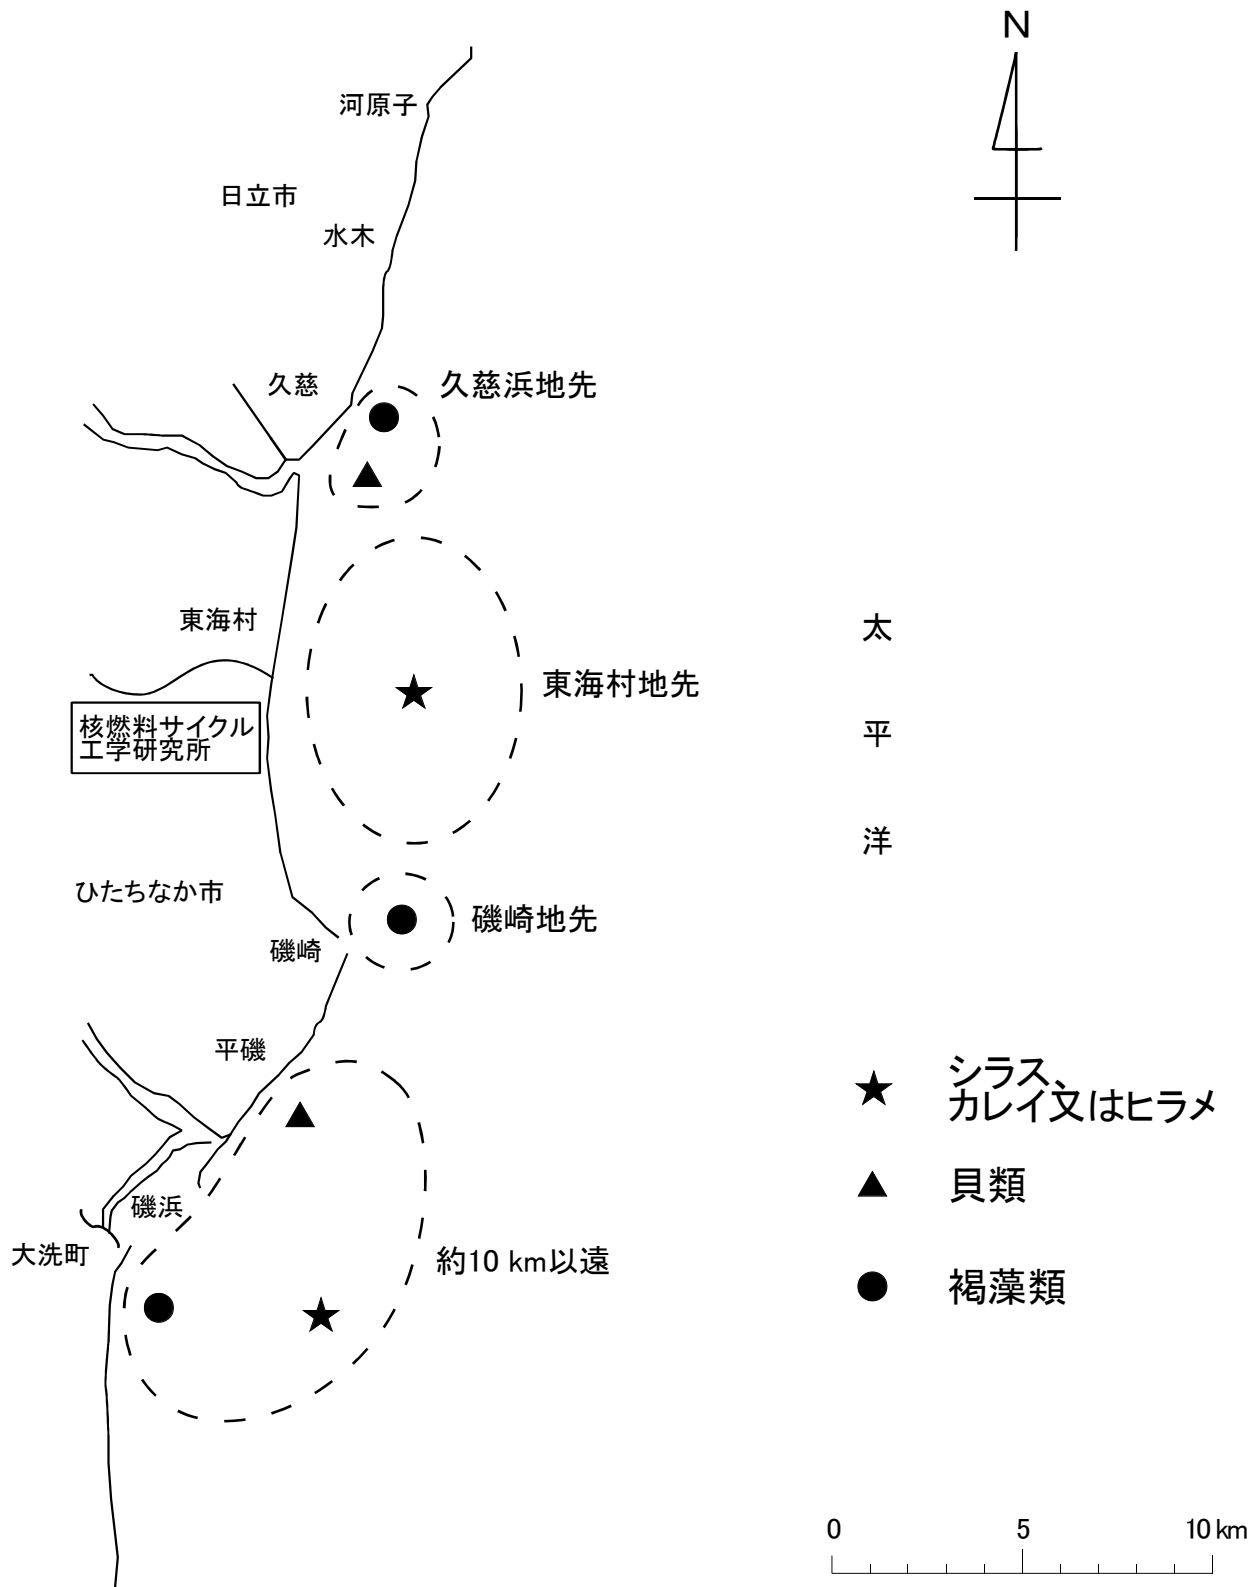 N
河原子
日立市
水木
久慈
久慈浜地先
東海村
太
平
洋
東海村地先
核燃料サイクル
工学研究所
ひたちなか市
磯崎地先
磯崎
平磯
シラス、
カレイ又はヒラメ
貝類
磯浜
大洗町
約10 km以遠
褐藻類
0 5 10 km